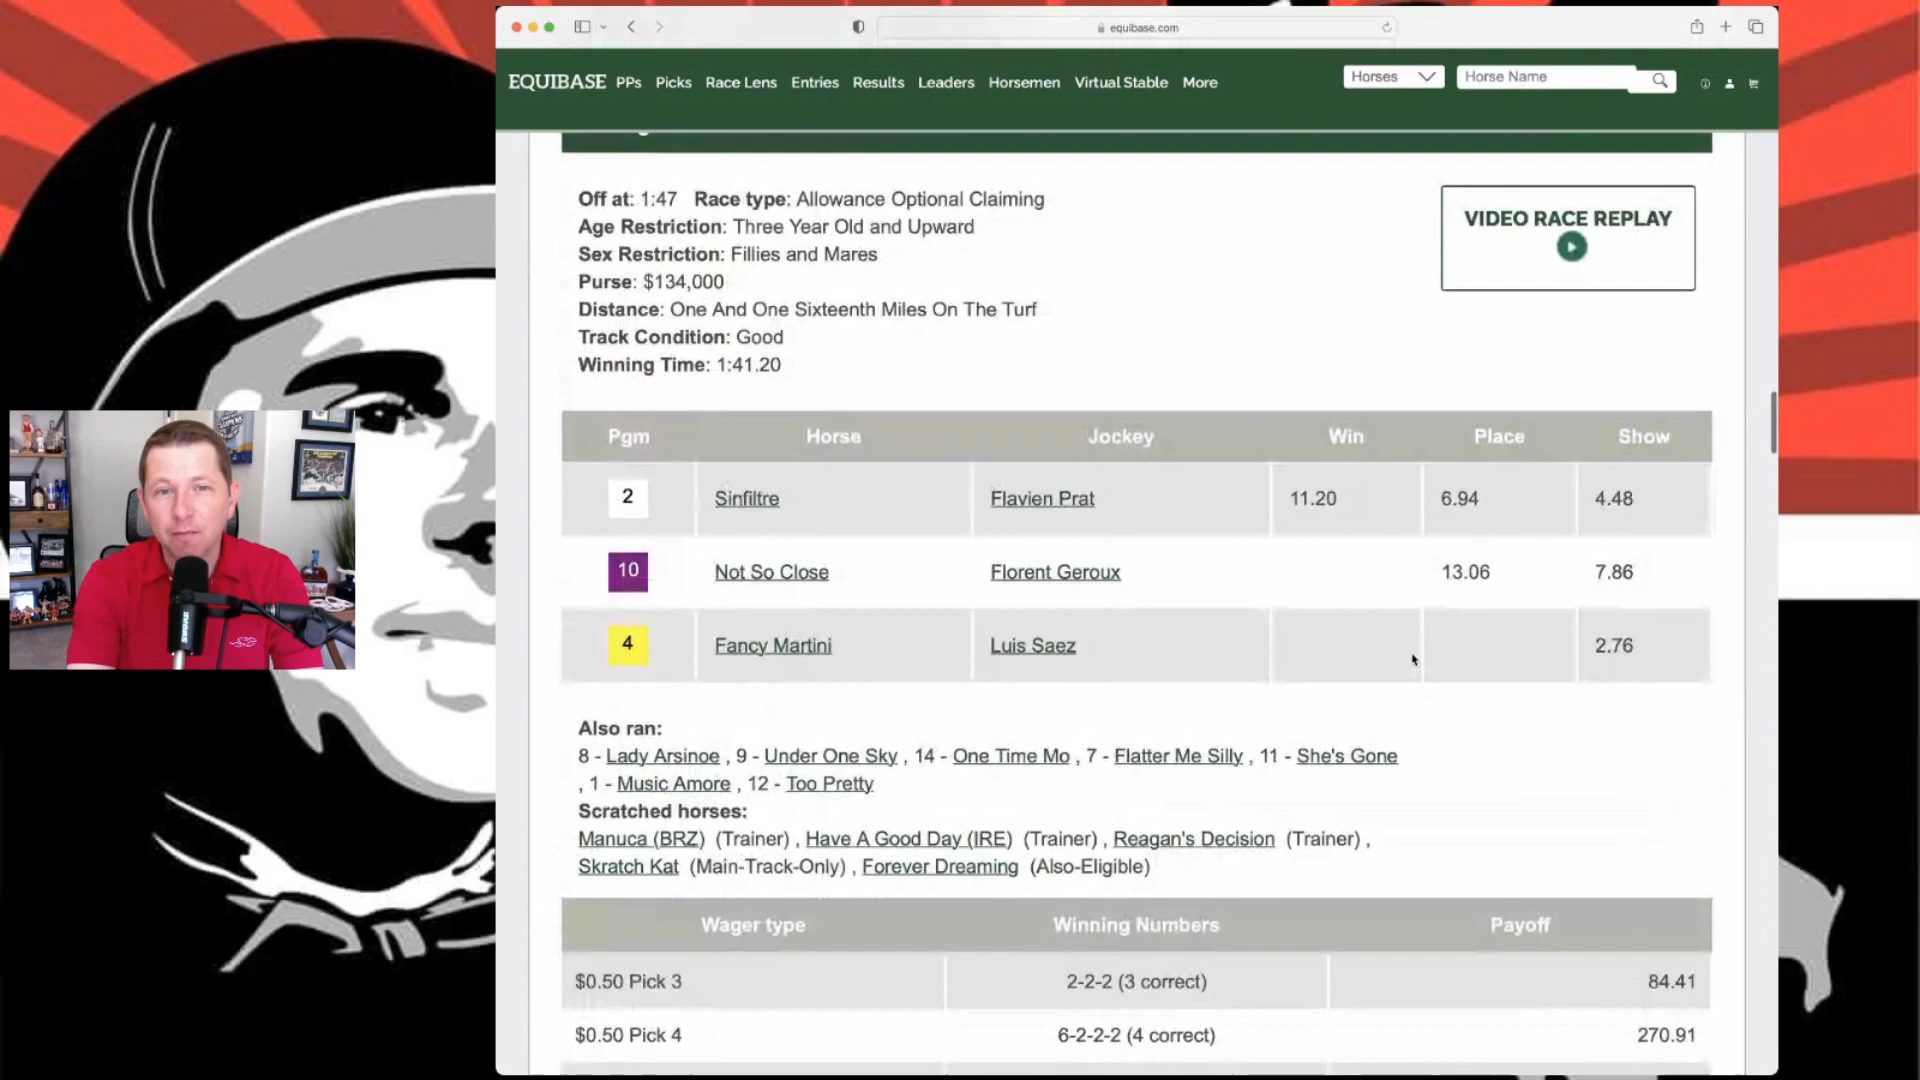 equibase.com
EQUIBASE PPs Picks Race Lens Entries Results Leaders Horsemen Virtual Stable More Horses Horse Name
Off at: 1:47 Race type: Allowance Optional Claiming
Age Restriction: Three Year Old and Upward
Sex Restriction: Fillies and Mares
Purse: $134,000
Distance: One And One Sixteenth Miles On The Turf
Track Condition: Good
Winning Time: 1:41.20
VIDEO RACE REPLAY
Pgm Horse Jockey Win Place Show
2 Sinfiltre Flavien Prat 11.20 6.94 4.48
10 Not So Close Florent Geroux 13.06 7.86
4 Fancy Martini Luis Saez 2.76
Also ran:
8 - Lady Arsinoe , 9 - Under One Sky , 14 - One Time Mo , 7 - Flatter Me Silly , 11 - She's Gone
, 1 - Music Amore , 12 - Too Pretty
Scratched horses:
Manuca (BRZ) (Trainer) , Have A Good Day (IRE) (Trainer) , Reagan's Decision (Trainer) ,
Skratch Kat (Main-Track-Only) , Forever Dreaming (Also-Eligible)
Wager type Winning Numbers Payoff
$0.50 Pick 3 2-2-2 (3 correct) 84.41
$0.50 Pick 4 6-2-2-2 (4 correct) 270.91
SHURE